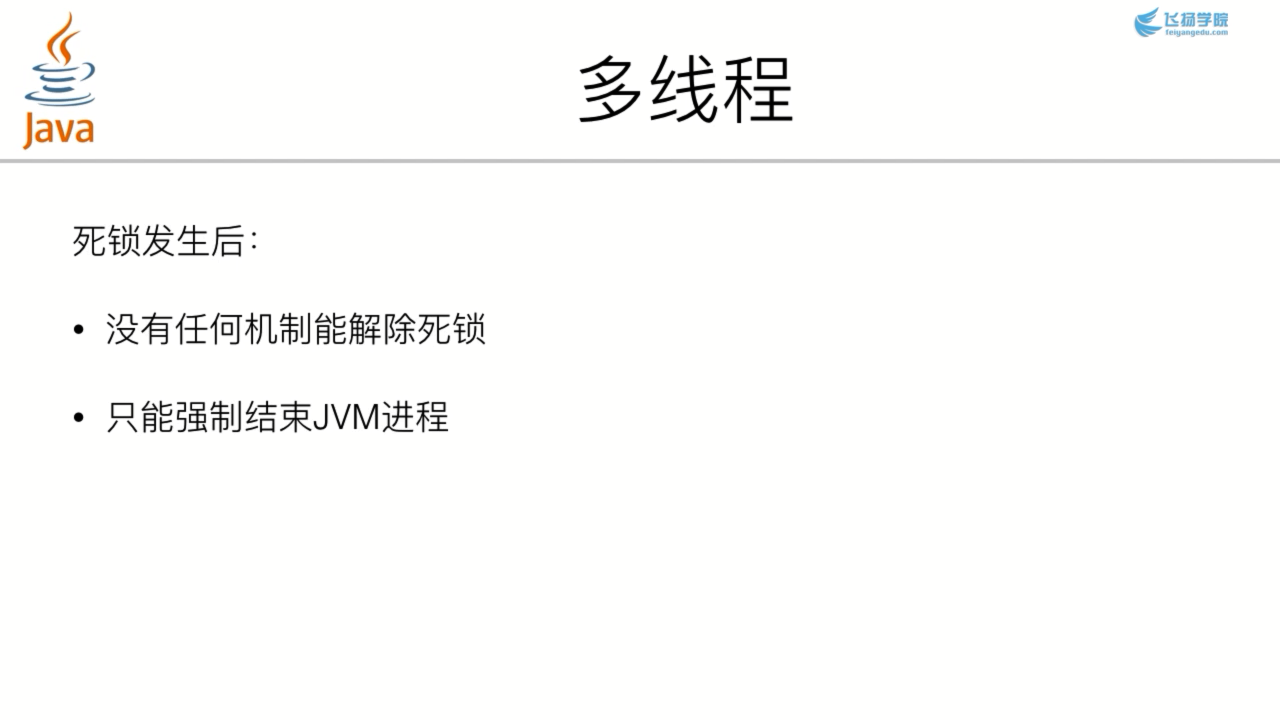 飞扬学院
feiyangedu.com
Java
多线程
死锁发生后：
• 没有任何机制能解除死锁
• 只能强制结束JVM进程